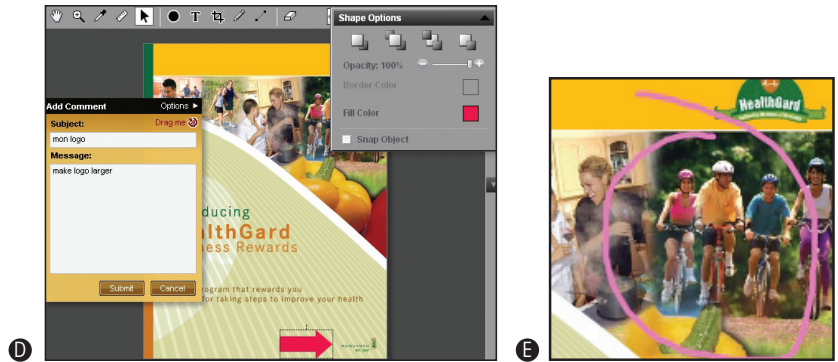 Shape Options
Opacity: 100%
Border Color
Fill Color
Snap Object
Add Comment Options
Subject: Drag me
mon logo
Message:
make logo larger
Submit Cancel
ducing
lthGard
ness Rewards
ogram that rewards you
for taking steps to improve your health
D
HealthGard
E